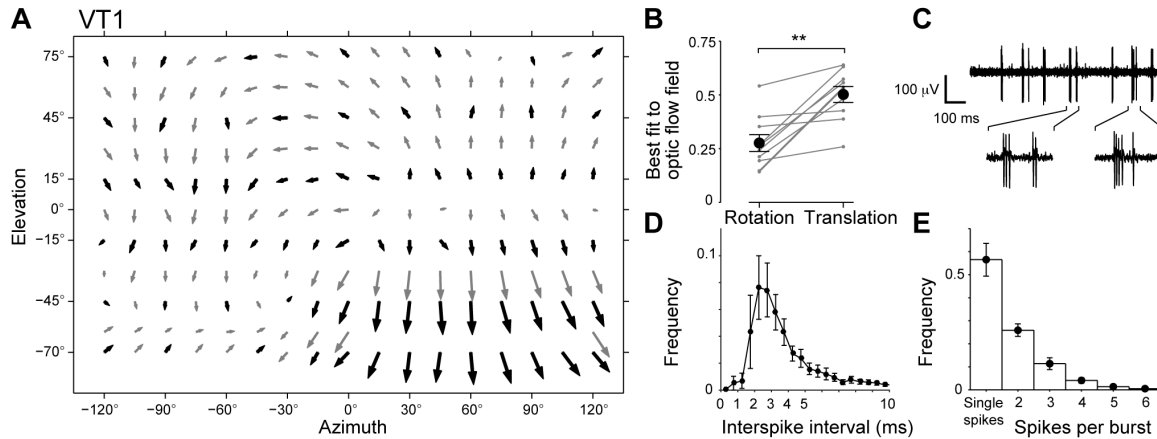 A
VT1
75°
45°
15°
0°
−15°
−45°
−70°
Elevation
−120°
−90°
−60°
−30°
0°
30°
60°
90°
120°
Azimuth
B
**
0.75
0.5
0.25
0
Best fit to
optic flow field
Rotation
Translation
C
100 µV
100 ms
D
0.1
0
Frequency
0 1 2 3 4 5 10
Interspike interval (ms)
E
0.5
0
Frequency
Single
spikes
2 3 4 5 6
Spikes per burst